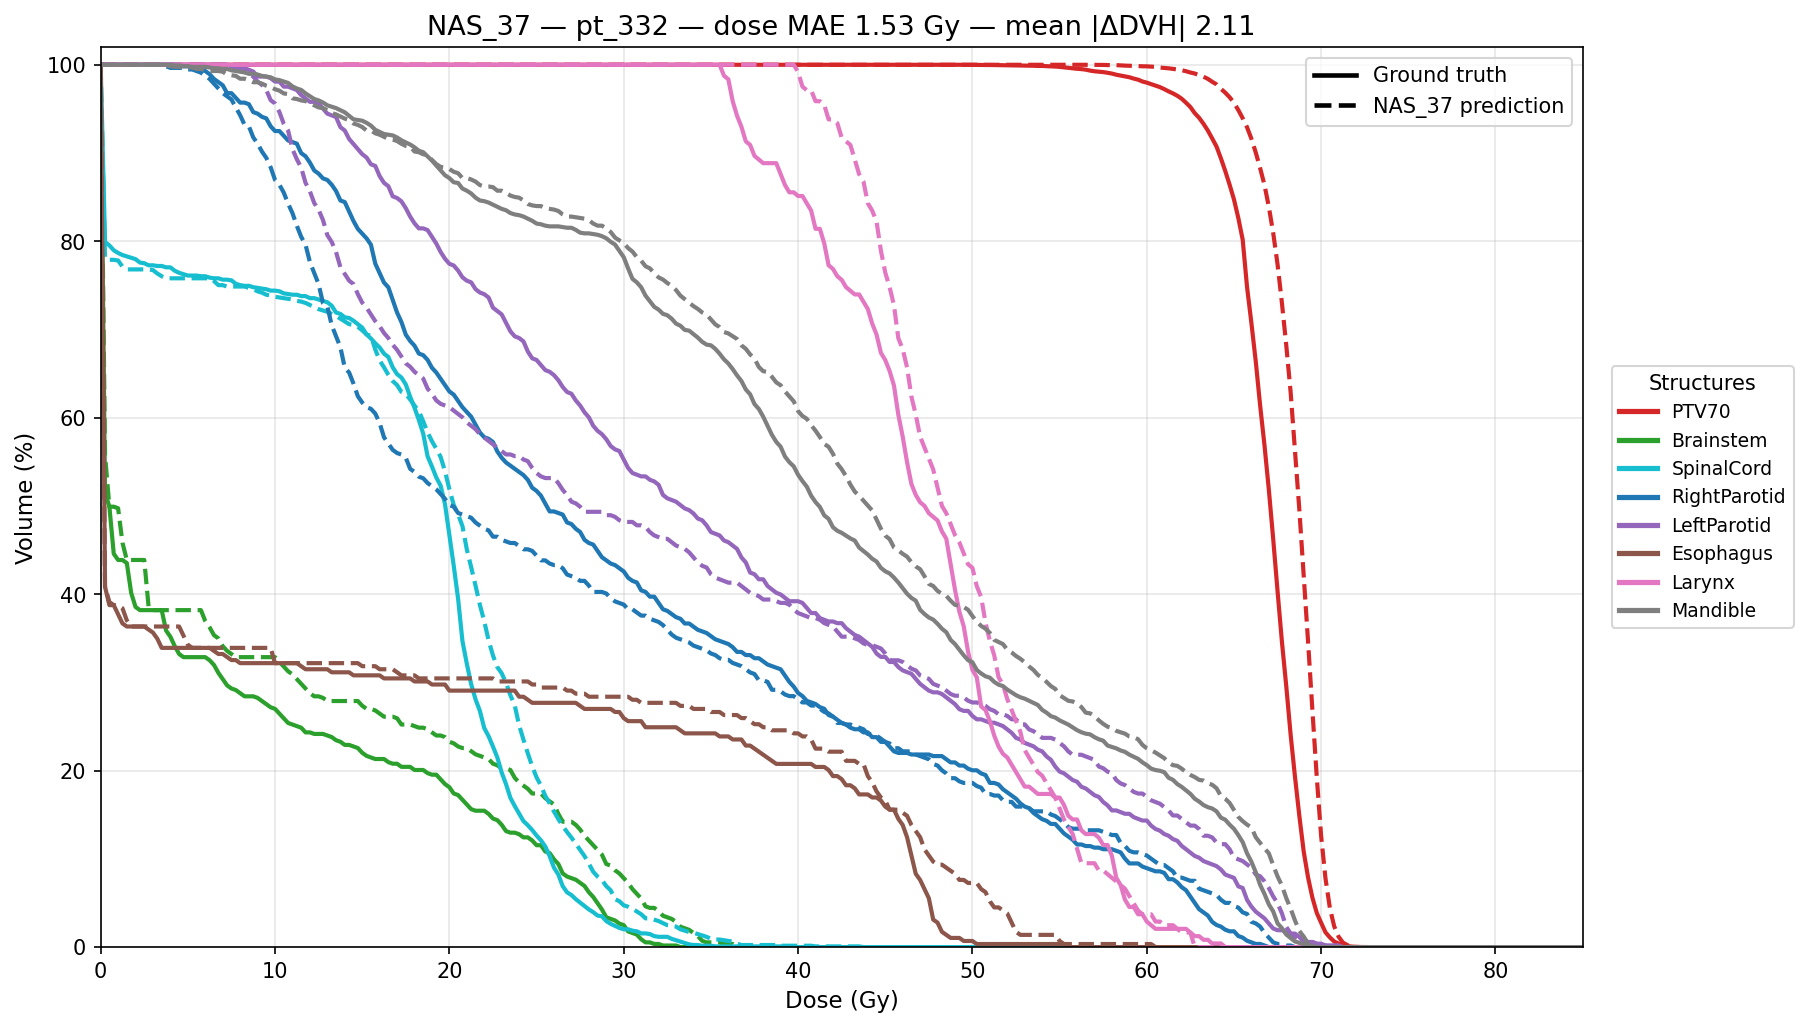 NAS_37 — pt_332 — dose MAE 1.53 Gy — mean |ΔDVH| 2.11
Ground truth
NAS_37 prediction
Volume (%)
100
80
60
40
20
0
0 10 20 30 40 50 60 70 80
Dose (Gy)
Structures
PTV70
Brainstem
SpinalCord
RightParotid
LeftParotid
Esophagus
Larynx
Mandible